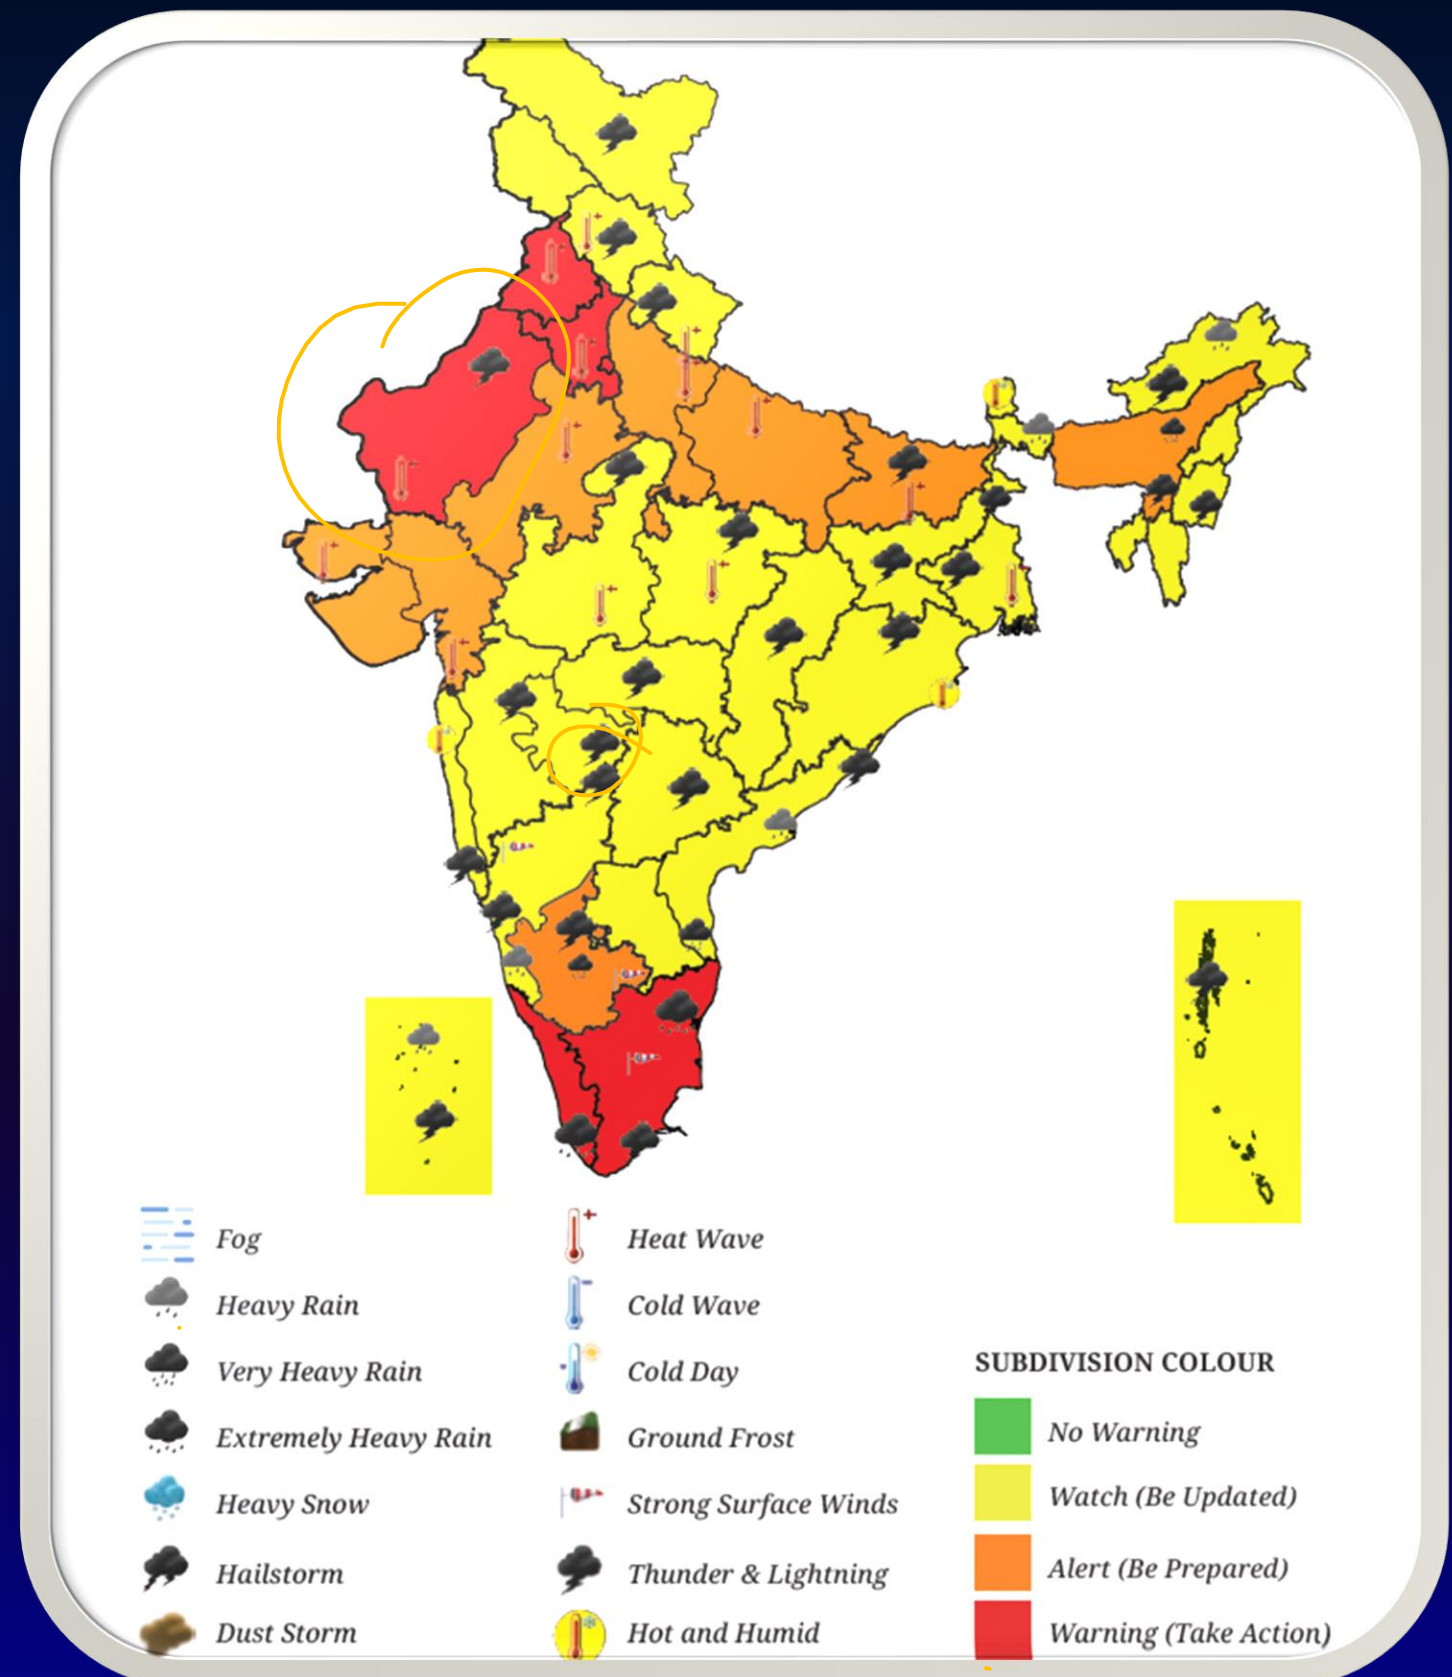 Fog
Heavy Rain
Very Heavy Rain
Extremely Heavy Rain
Heavy Snow
Hailstorm
Dust Storm
Heat Wave
Cold Wave
Cold Day
Ground Frost
Strong Surface Winds
Thunder & Lightning
Hot and Humid
SUBDIVISION COLOUR
No Warning
Watch (Be Updated)
Alert (Be Prepared)
Warning (Take Action)